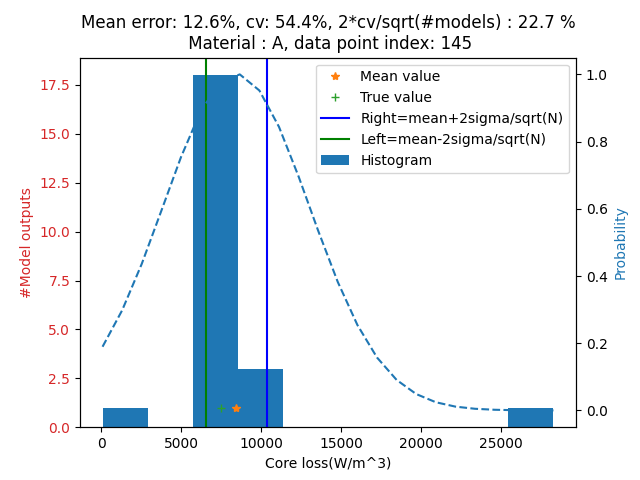 Mean error: 12.6%, cv: 54.4%, 2*cv/sqrt(#models) : 22.7 %
Material : A, data point index: 145
Mean value
True value
Right=mean+2sigma/sqrt(N)
Left=mean-2sigma/sqrt(N)
Histogram
#Model outputs
17.5
15.0
12.5
10.0
7.5
5.0
2.5
0.0
1.0
0.8
0.6
0.4
0.2
0.0
Probability
0 5000 10000 15000 20000 25000
Core loss(W/m^3)